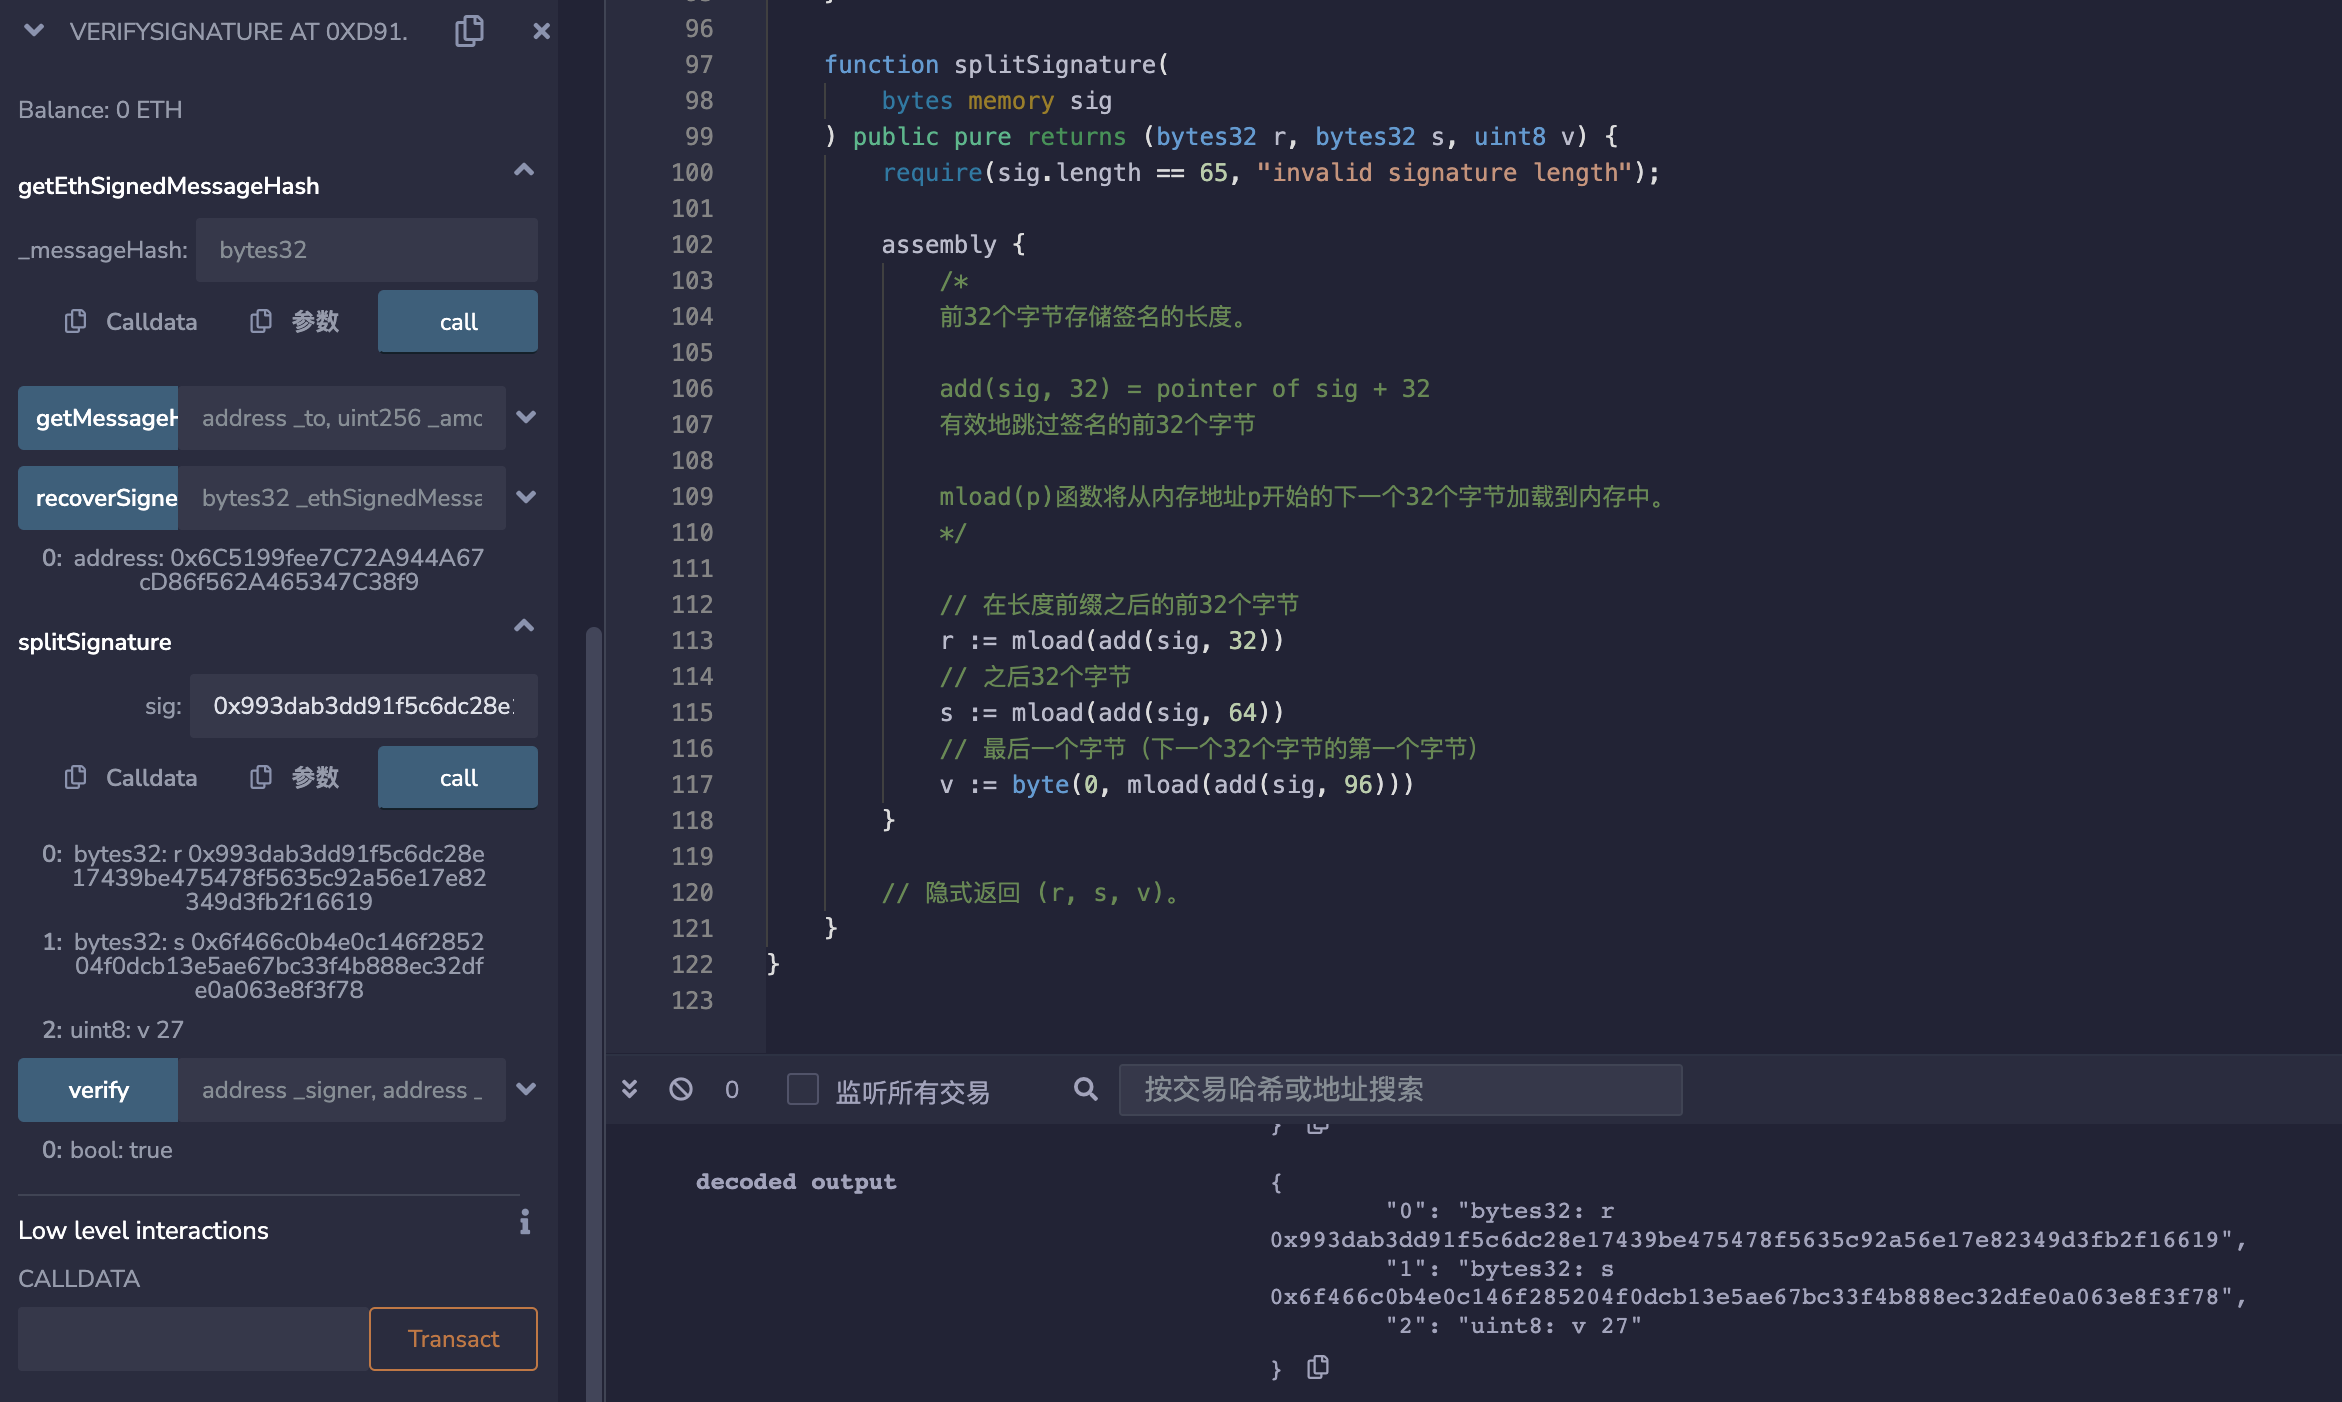 VERIFYSIGNATURE AT 0XD91.
Balance: 0 ETH
getEthSignedMessageHash
_messageHash: bytes32
Calldata 参数 call
getMessageH address _to, uint256 _amo
recoverSigne bytes32 _ethSignedMessa
0: address: 0x6C5199fee7C72A944A67
cD86f562A465347C38f9
splitSignature
sig: 0x993dab3dd91f5c6dc28e1
Calldata 参数 call
0: bytes32: r 0x993dab3dd91f5c6dc28e
17439be475478f5635c92a56e17e82
349d3fb2f16619
1: bytes32: s 0x6f466c0b4e0c146f2852
04f0dcb13e5ae67bc33f4b888ec32df
e0a063e8f3f78
2: uint8: v 27
verify address _signer, address _
0: bool: true
Low level interactions
CALLDATA
Transact
96
97 function splitSignature(
98 bytes memory sig
99 ) public pure returns (bytes32 r, bytes32 s, uint8 v) {
100 require(sig.length == 65, "invalid signature length");
101
102 assembly {
103 /*
104 前32个字节存储签名的长度。
105
106 add(sig, 32) = pointer of sig + 32
107 有效地跳过签名的前32个字节
108
109 mload(p)函数将从内存地址p开始的下一个32个字节加载到内存中。
110 */
111
112 // 在长度前缀之后的前32个字节
113 r := mload(add(sig, 32))
114 // 之后32个字节
115 s := mload(add(sig, 64))
116 // 最后一个字节（下一个32个字节的第一个字节）
117 v := byte(0, mload(add(sig, 96)))
118 }
119
120 // 隐式返回 (r, s, v)。
121 }
122 }
123
0 监听所有交易 按交易哈希或地址搜索
}
decoded output {
"0": "bytes32: r
0x993dab3dd91f5c6dc28e17439be475478f5635c92a56e17e82349d3fb2f16619",
"1": "bytes32: s
0x6f466c0b4e0c146f285204f0dcb13e5ae67bc33f4b888ec32dfe0a063e8f3f78",
"2": "uint8: v 27"
}